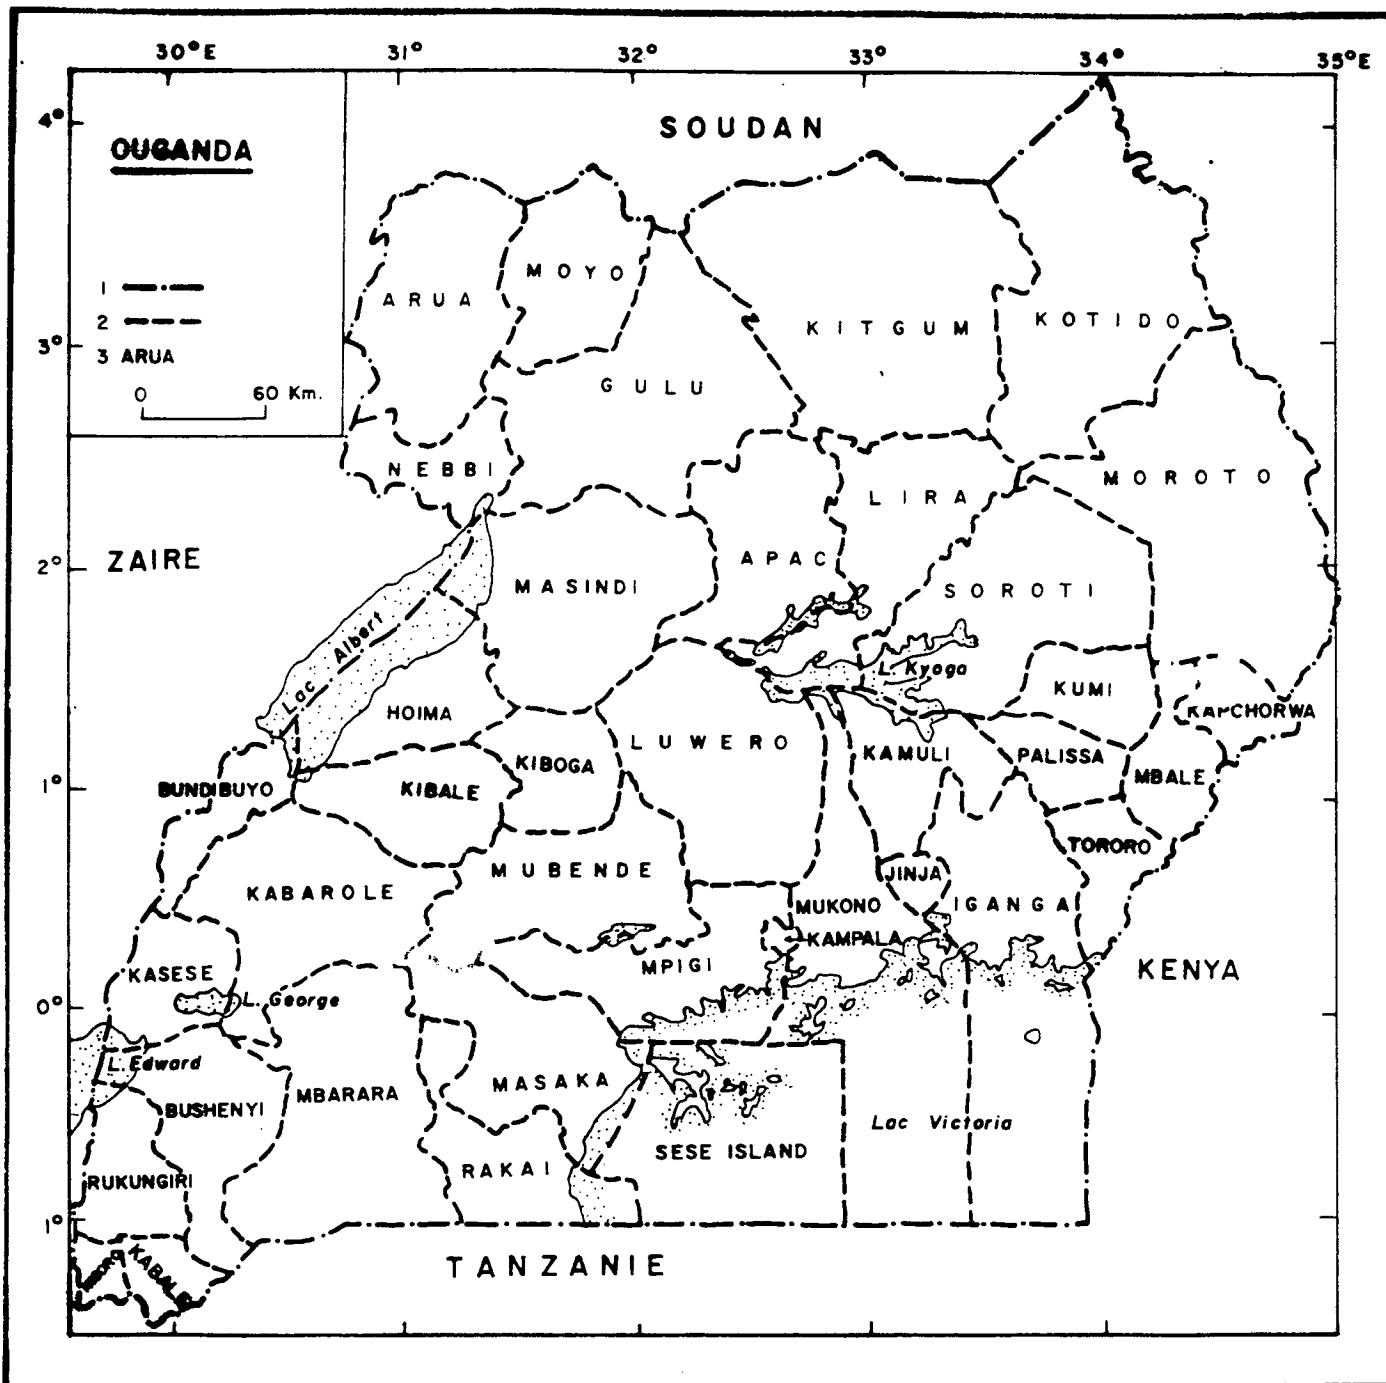 30°E 31° 32° 33° 34° 35°E
4°
SOUDAN
OUGANDA
MOYO
1
ARUA
2
KITGUM
KOTIDO
3°
3 ARUA
GULU
0 60 Km.
NEBBI
MOROTO
LIRA
ZAIRE
2°
APAC
MASINDI
SOROTI
Lac Albert
L. Kyoga
KUMI
HOIMA
KAPCHORWA
LUWERO
KAMULI
PALISSA
KIBOGA
MBALE
1°
BUNDIBUYO
KIBALE
TORORO
MUBENDE
JINJA
KABAROLE
MUKONO
IGANGA
KAMPALA
KASESE
MPIGI
KENYA
0°
L. George
L. Edward
MASAKA
MBARARA
BUSHENYI
Lac Victoria
SESE ISLAND
RAKAI
RUKUNGIRI
1°
KABALE
TANZANIE